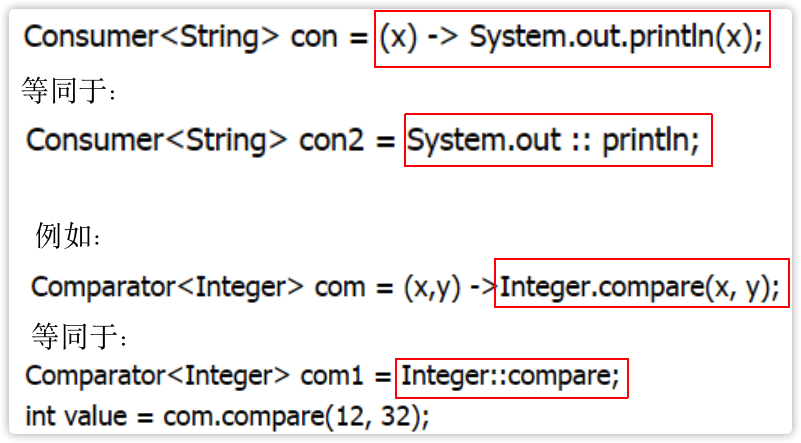 Consumer<String> con = (x) -> System.out.println(x);
等同于：
Consumer<String> con2 = System.out :: println;
例如：
Comparator<Integer> com = (x,y) ->Integer.compare(x, y);
等同于：
Comparator<Integer> com1 = Integer::compare;
int value = com.compare(12, 32);